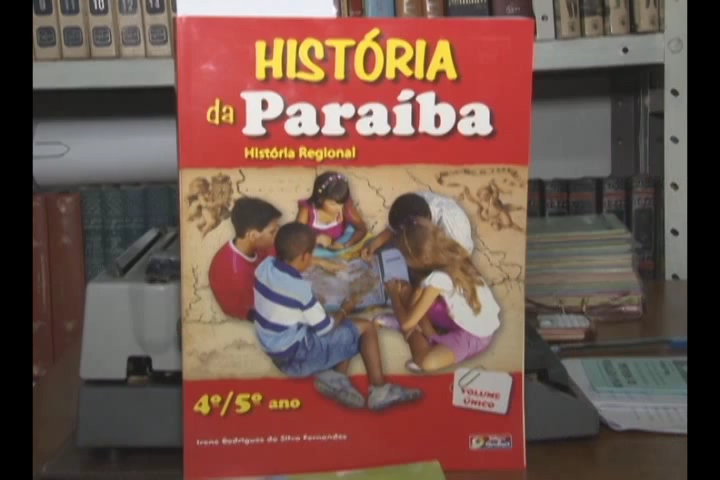 HISTÓRIA
da Paraíba
História Regional
4º/5º ano
VOLUME
ÚNICO
Irene Rodrigues da Silva Fernandes